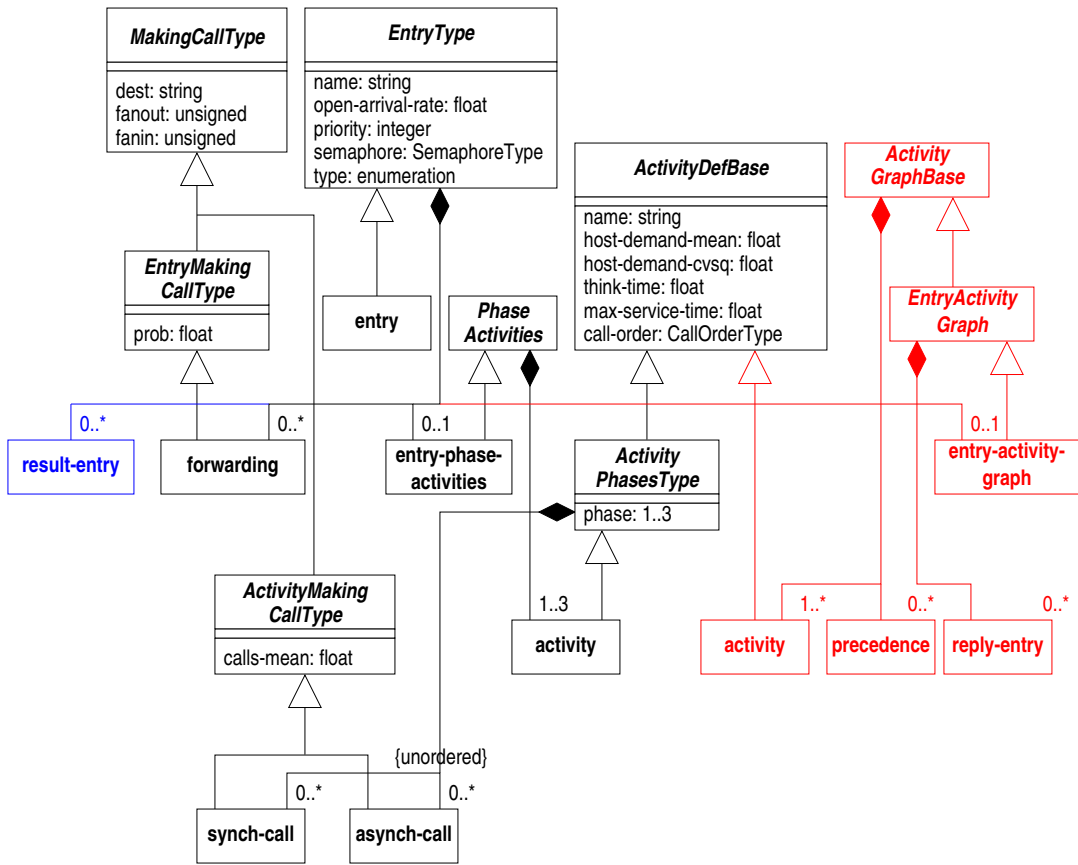 MakingCallType
dest: string
fanout: unsigned
fanin: unsigned
EntryType
name: string
open-arrival-rate: float
priority: integer
semaphore: SemaphoreType
type: enumeration
ActivityDefBase
name: string
host-demand-mean: float
host-demand-cvsq: float
think-time: float
max-service-time: float
call-order: CallOrderType
Activity
GraphBase
EntryMaking
CallType
prob: float
entry
Phase
Activities
EntryActivity
Graph
0..*
result-entry
0..*
forwarding
0..1
entry-phase-
activities
Activity
PhasesType
phase: 1..3
0..1
entry-activity-
graph
ActivityMaking
CallType
calls-mean: float
1..3
activity
1..*
activity
0..*
precedence
0..*
reply-entry
{unordered}
0..*
synch-call
0..*
asynch-call